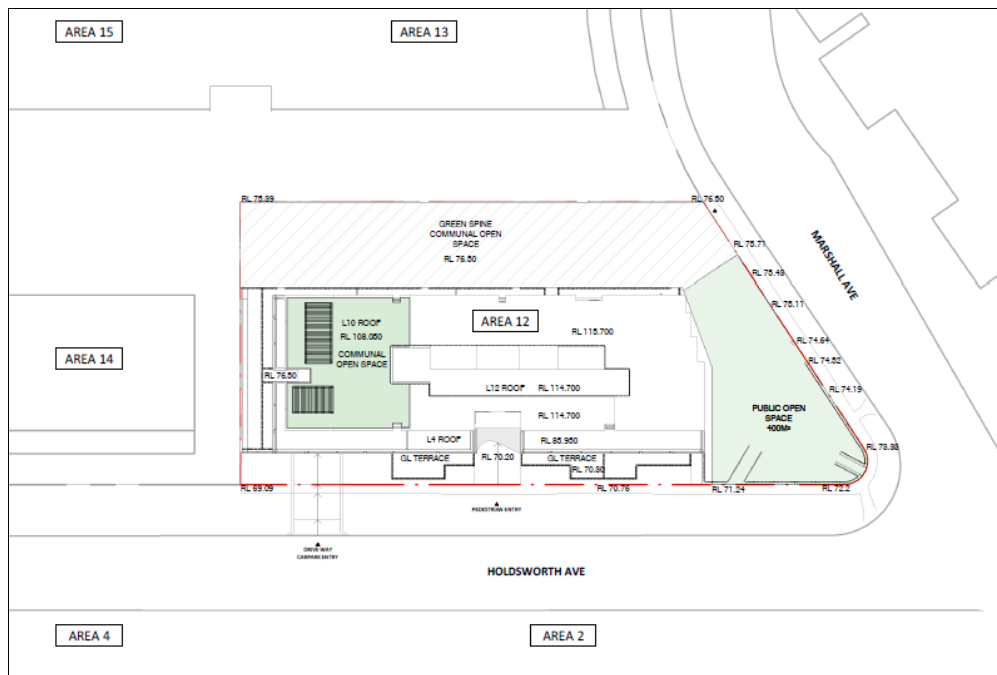 AREA 15
AREA 13
RL 75.39
RL 76.50
GREEN SPINE
COMMUNAL OPEN
SPACE
RL 76.50
RL 75.71
MARSHALL AVE
RL 75.49
RL 75.11
RL 74.64
RL 74.52
RL 74.19
RL 73.33
L10 ROOF
RL 109.050
COMMUNAL
OPEN SPACE
AREA 12
RL 115.700
AREA 14
RL 76.50
L12 ROOF
RL 114.700
RL 114.700
PUBLIC OPEN
SPACE
400M²
L4 ROOF
RL 85.950
GL TERRACE
RL 70.20
GL TERRACE
RL 70.30
RL 69.09
RL 70.76
RL 71.24
RL 72.2
PEDESTRIAN ENTRY
DRIVE WAY
CARPARK ENTRY
HOLDSWORTH AVE
AREA 4
AREA 2